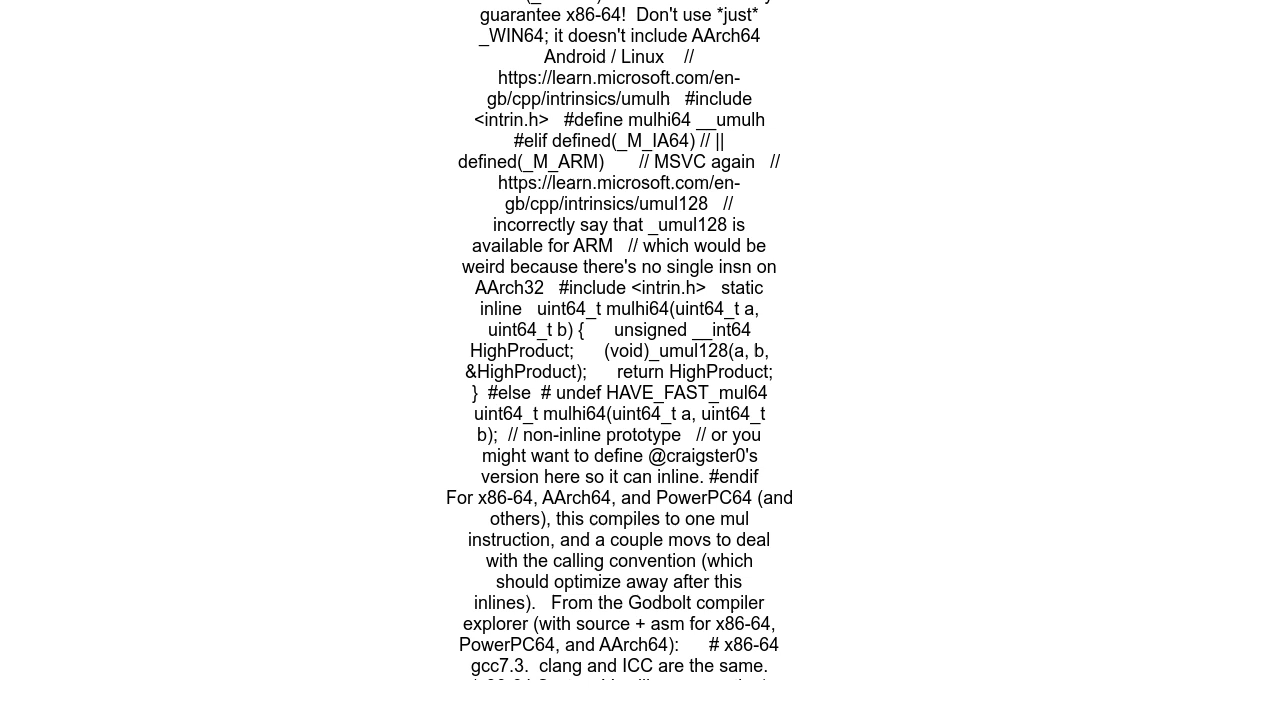 guarantee x86-64!  Don't use *just*
_WIN64; it doesn't include AArch64
Android / Linux    //
https://learn.microsoft.com/en-
gb/cpp/intrinsics/umulh   #include
<intrin.h>   #define mulhi64 __umulh
#elif defined(_M_IA64) // ||
defined(_M_ARM)       // MSVC again   //
https://learn.microsoft.com/en-
gb/cpp/intrinsics/umul128   //
incorrectly say that _umul128 is
available for ARM   // which would be
weird because there's no single insn on
AArch32   #include <intrin.h>   static
inline   uint64_t mulhi64(uint64_t a,
uint64_t b) {      unsigned __int64
HighProduct;      (void)_umul128(a, b,
&HighProduct);      return HighProduct;
}  #else  # undef HAVE_FAST_mul64
uint64_t mulhi64(uint64_t a, uint64_t
b);  // non-inline prototype   // or you
might want to define @craigster0's
version here so it can inline. #endif
For x86-64, AArch64, and PowerPC64 (and
others), this compiles to one mul
instruction, and a couple movs to deal
with the calling convention (which
should optimize away after this
inlines).   From the Godbolt compiler
explorer (with source + asm for x86-64,
PowerPC64, and AArch64):      # x86-64
gcc7.3.  clang and ICC are the same.